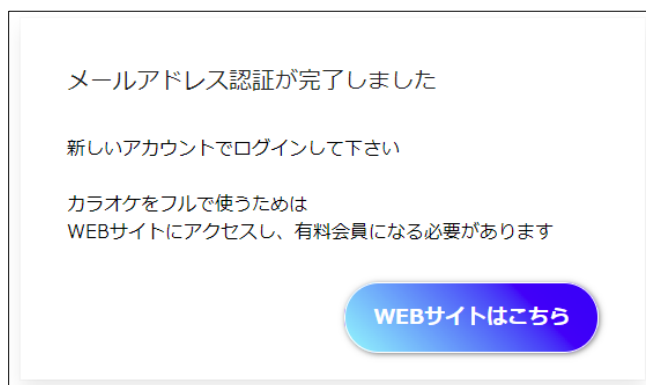 メールアドレス認証が完了しました
新しいアカウントでログインして下さい
カラオケをフルで使うためは
WEBサイトにアクセスし、有料会員になる必要があります
WEBサイトはこちら